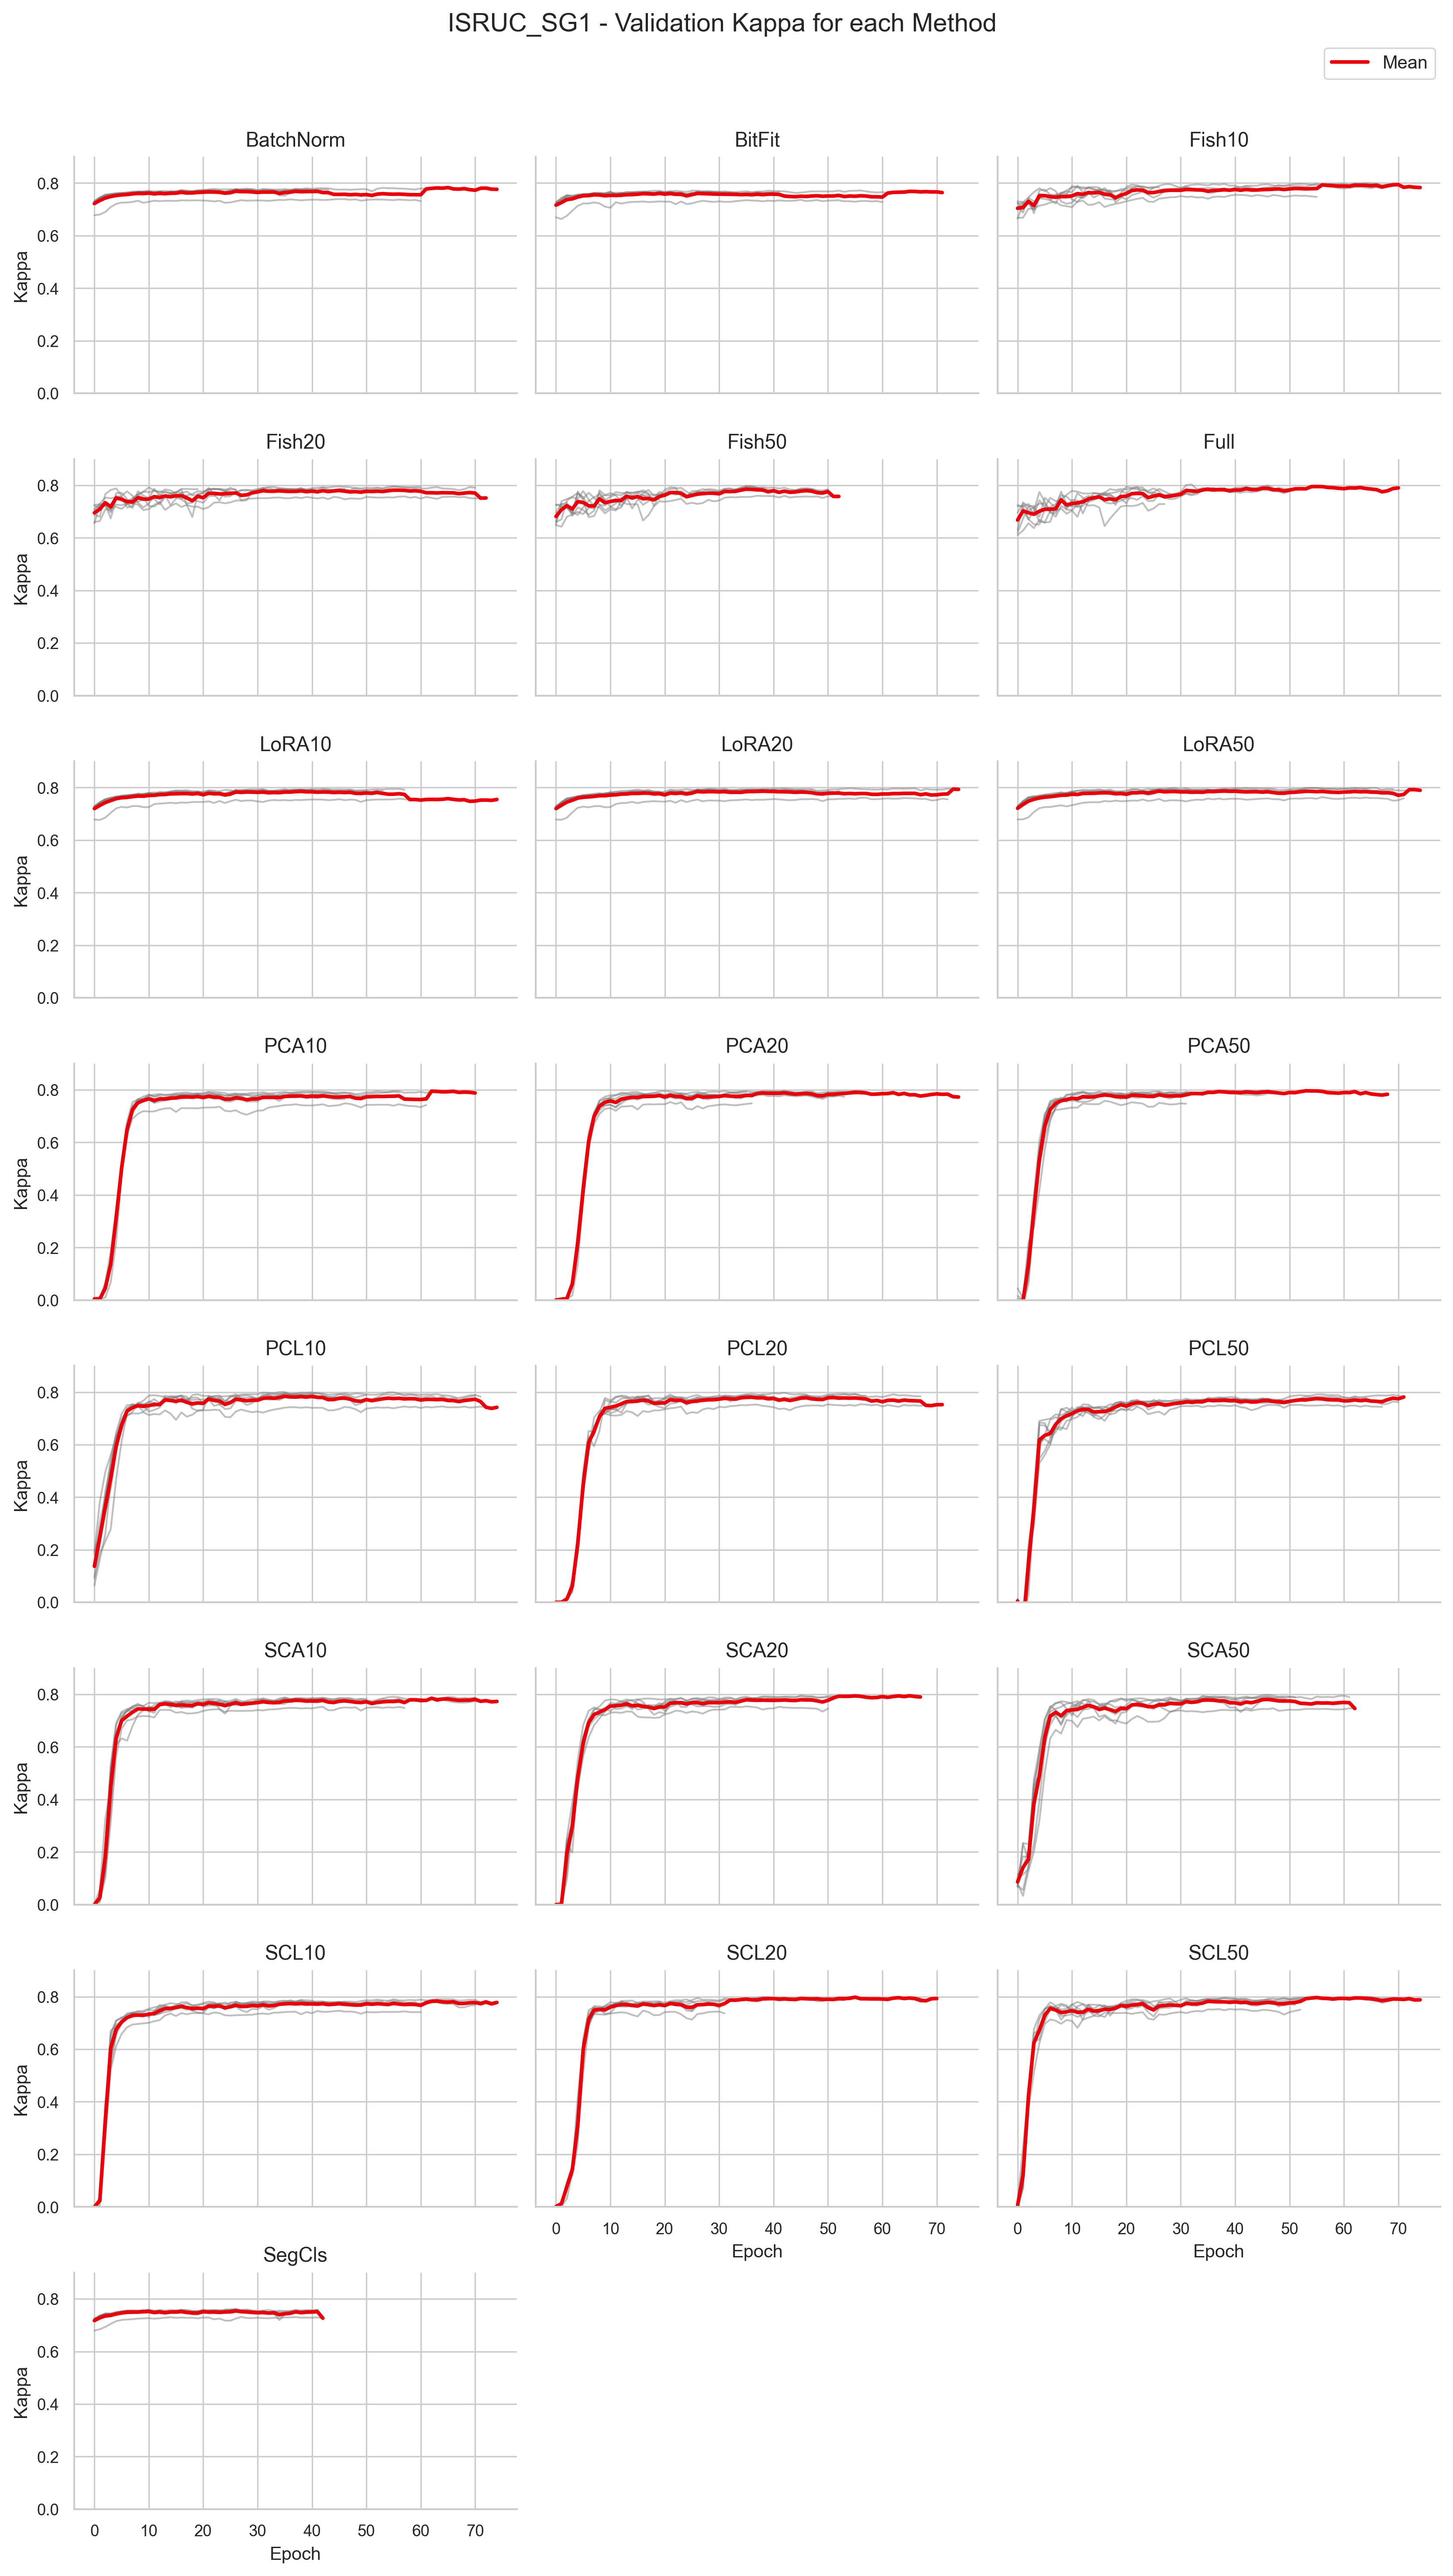 ISRUC_SG1 - Validation Kappa for each Method
Mean
BatchNorm
BitFit
Fish10
0.8
0.6
0.4
0.2
0.0
Kappa
Fish20
Fish50
Full
0.8
0.6
0.4
0.2
0.0
Kappa
LoRA10
LoRA20
LoRA50
0.8
0.6
0.4
0.2
0.0
Kappa
PCA10
PCA20
PCA50
0.8
0.6
0.4
0.2
0.0
Kappa
PCL10
PCL20
PCL50
0.8
0.6
0.4
0.2
0.0
Kappa
SCA10
SCA20
SCA50
0.8
0.6
0.4
0.2
0.0
Kappa
SCL10
SCL20
SCL50
0.8
0.6
0.4
0.2
0.0
Kappa
0 10 20 30 40 50 60 70
Epoch
0 10 20 30 40 50 60 70
Epoch
SegCls
0.8
0.6
0.4
0.2
0.0
Kappa
0 10 20 30 40 50 60 70
Epoch